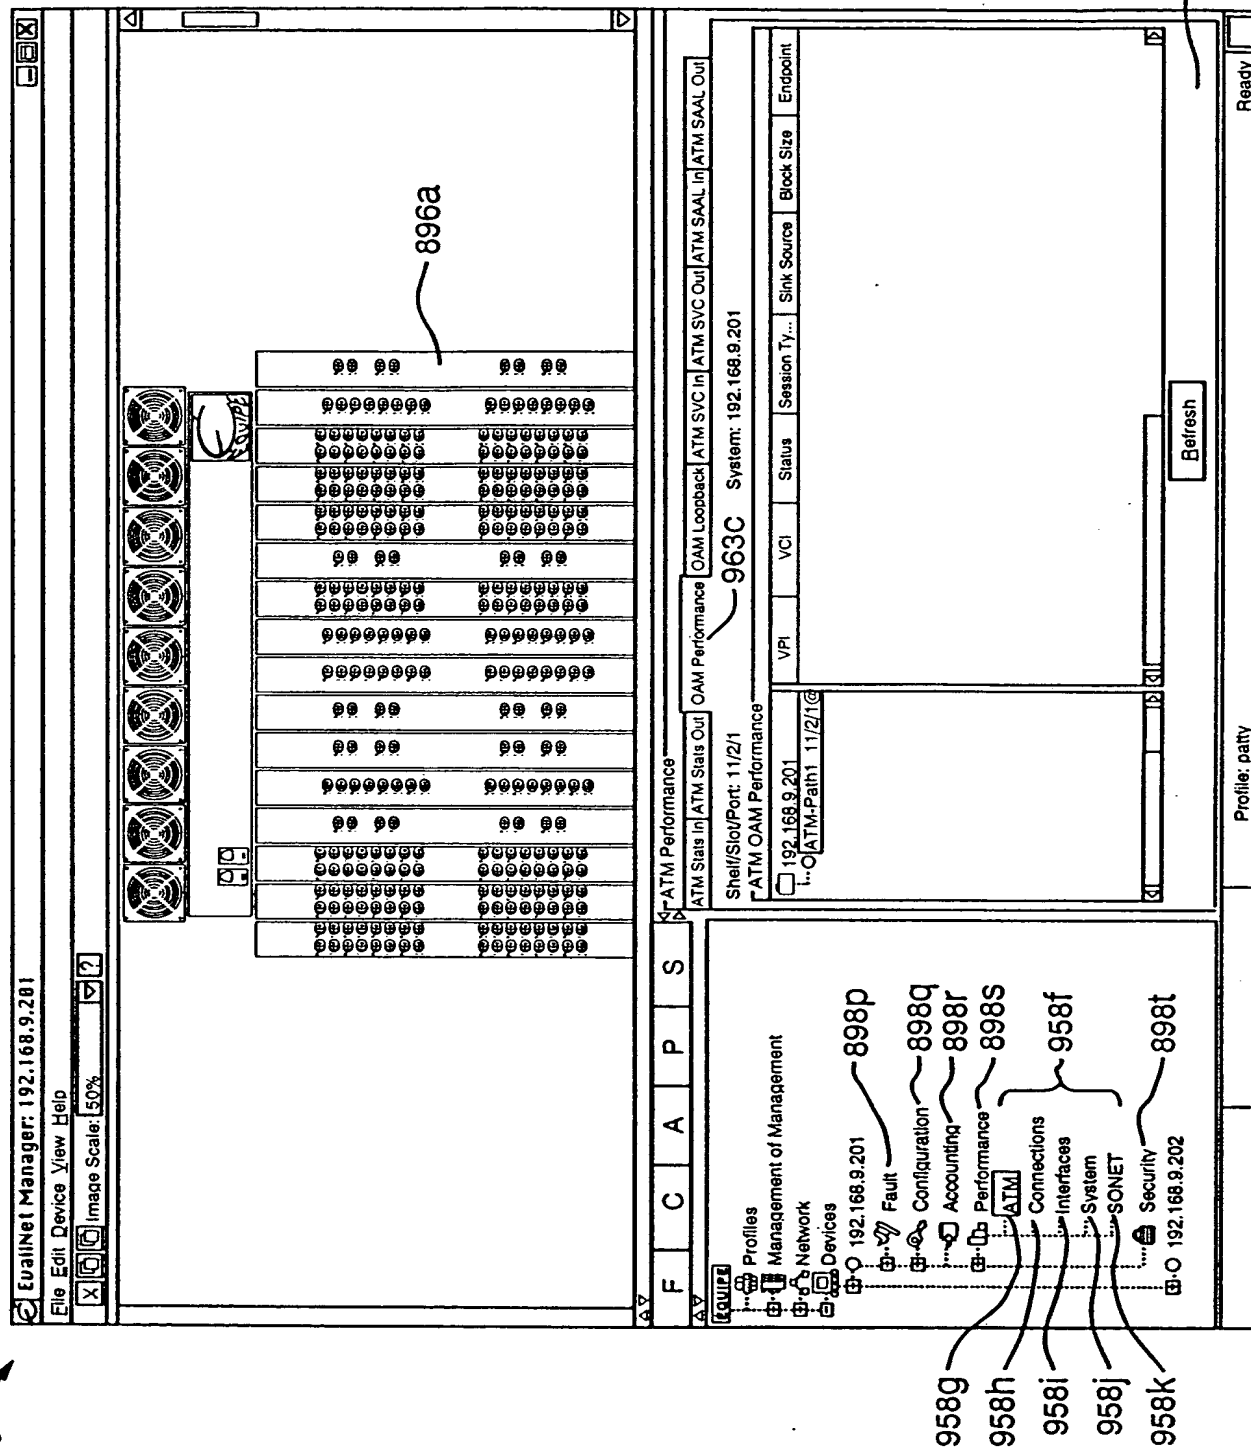 EualiNet Manager: 192.168.9.201
File Edit Device View Help
Image Scale: 50% ?
EQUIPE
896a
F C A P S
EQUIPE
Profiles
Management of Management
Network
Devices
192.168.9.201
Fault
Configuration
Accounting
Performance
ATM
Connections
Interfaces
System
SONET
Security
192.168.9.202
898p
898q
898r
898s
958f
898t
958g
958h
958i
958j
958k
ATM Performance
ATM Stats In ATM Stats Out OAM Performance OAM Loopback ATM SVC In ATM SVC Out ATM SAAL In ATM SAAL Out
963C
Shelf/Slot/Port: 11/2/1 System: 192.168.9.201
ATM OAM Performance
192.168.9.201
ATM-Path1 11/2/1@
VPI VCI Status Session Ty... Sink Source Block Size Endpoint
Refresh
Profile: patty Ready